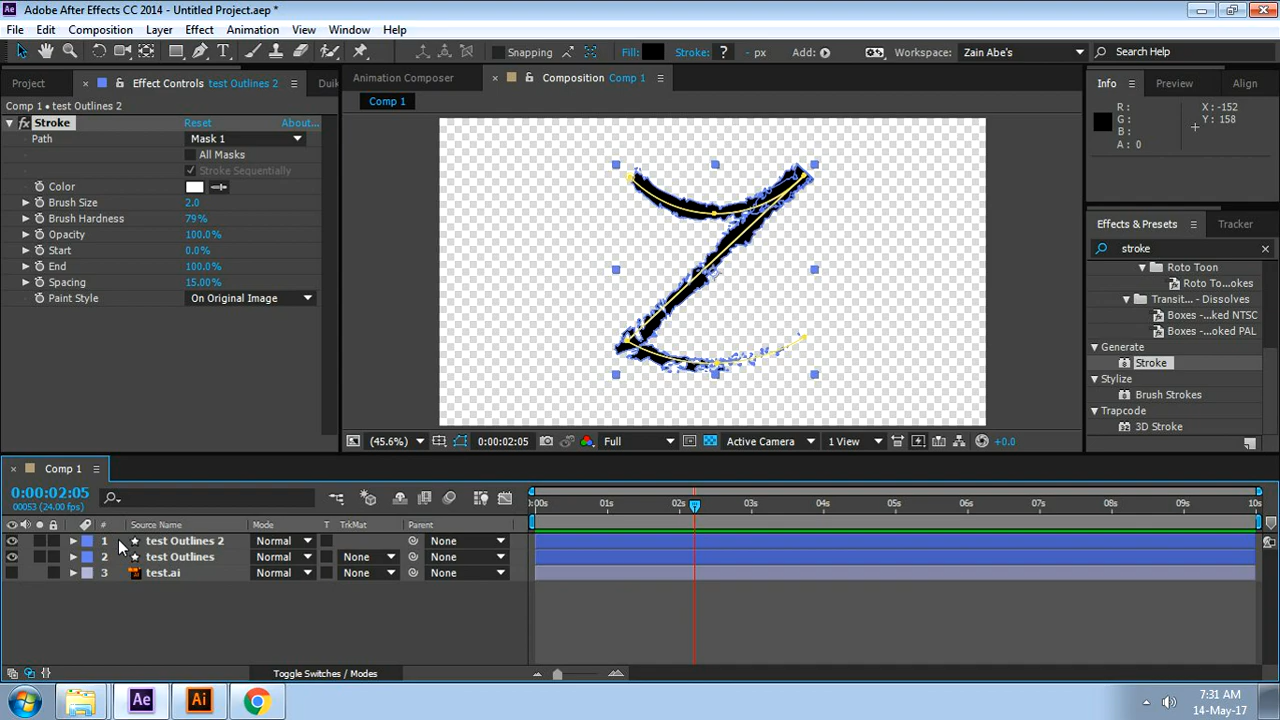 Adobe After Effects CC 2014 - Untitled Project.aep *
File Edit Composition Layer Effect Animation View Window Help
Snapping Fill: Stroke: ? - px Add: Workspace: Zain Abe's Search Help
Project Effect Controls test Outlines 2 Duik Animation Composer Composition Comp 1 Info Preview Align
Comp 1 • test Outlines 2
Comp 1
fx Stroke Reset About...
Path Mask 1
All Masks
Stroke Sequentially
Color
Brush Size 2.0
Brush Hardness 79%
Opacity 100.0%
Start 0.0%
End 100.0%
Spacing 15.00%
Paint Style On Original Image
R : X : -152
G : Y : 158
B :
A : 0
Effects & Presets Tracker
stroke
Roto Toon
Roto To...okes
Transit... - Dissolves
Boxes -...ked NTSC
Boxes -...oked PAL
Generate
Stroke
Stylize
Brush Strokes
Trapcode
3D Stroke
(45.6%) 0:00:02:05 Full Active Camera 1 View +0.0
Comp 1
0:00:02:05
00053 (24.00 fps)
:00s 01s 02s 03s 04s 05s 06s 07s 08s 09s 10s
# Source Name Mode T TrkMat Parent
1 test Outlines 2 Normal None
2 test Outlines Normal None None
3 test.ai Normal None None
Toggle Switches / Modes
Ae Ai
7:31 AM
14-May-17